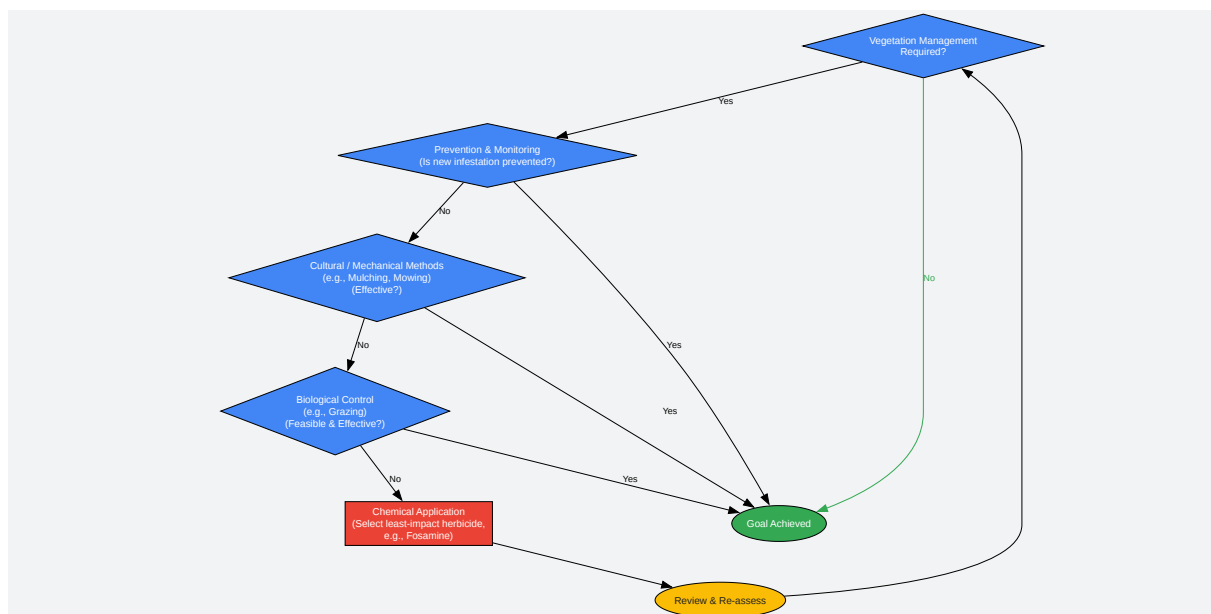 Vegetation Management
Required?
Yes
Prevention & Monitoring
(Is new infestation prevented?)
No
Cultural / Mechanical Methods
(e.g., Mulching, Mowing)
(Effective?)
No
No
Yes
Biological Control
(e.g., Grazing)
(Feasible & Effective?)
Yes
No
Yes
Chemical Application
(Select least-impact herbicide,
e.g., Fosamine)
Goal Achieved
Review & Re-assess